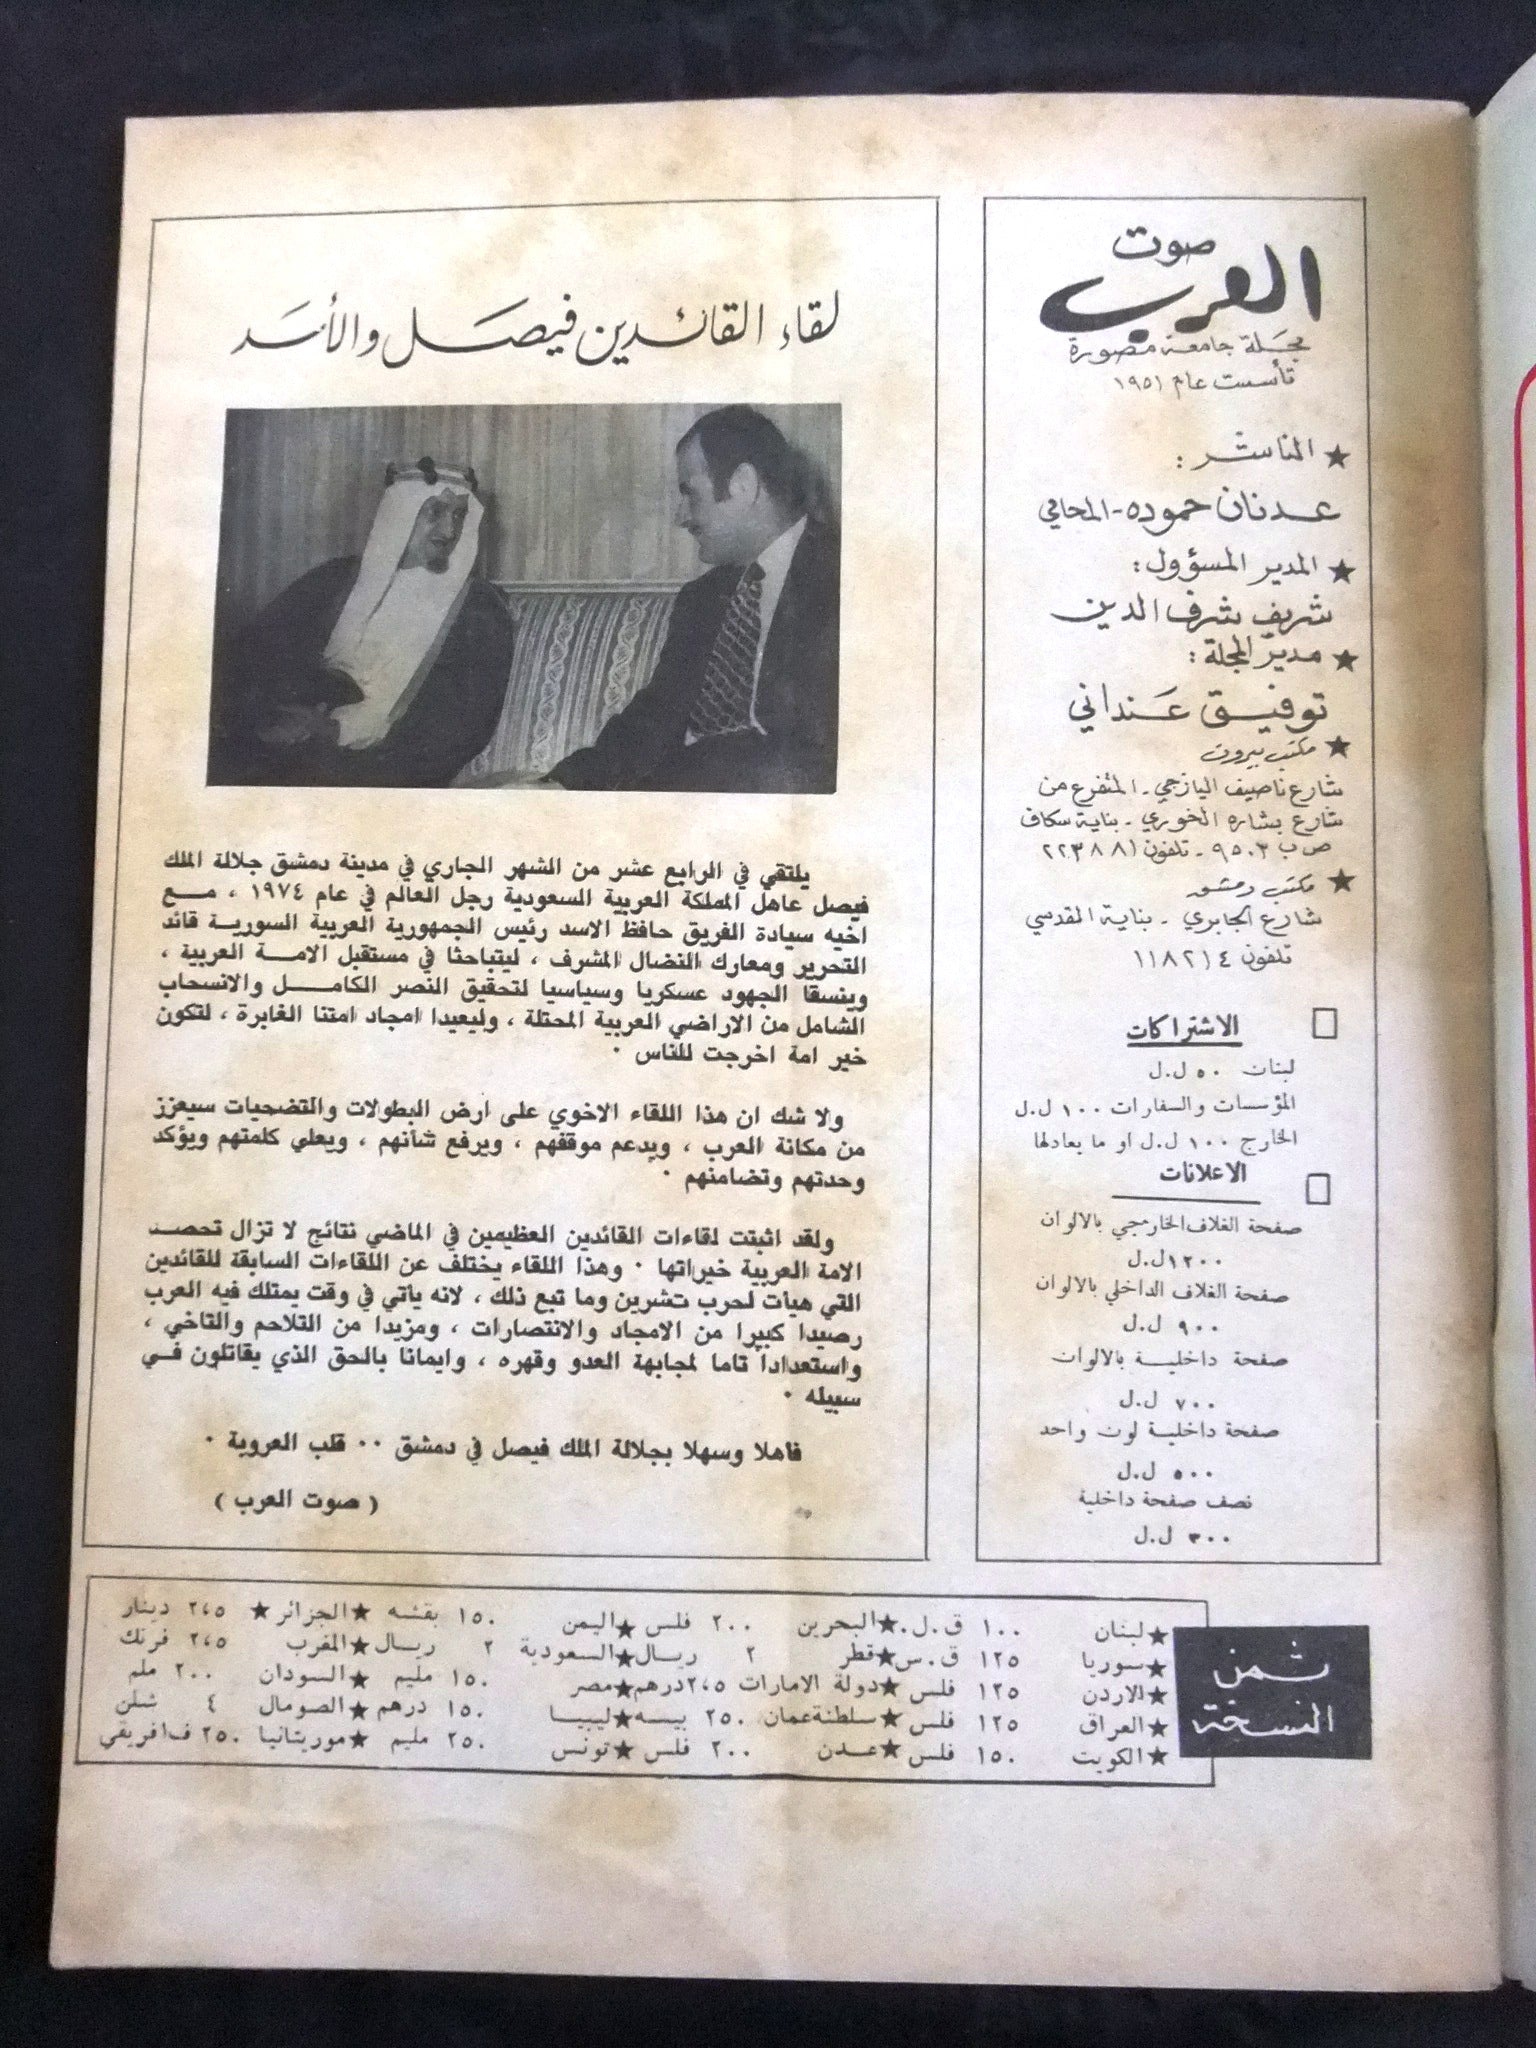 صوت
العرب
مجلة جامعة مصورة
تأسست عام ١٩٥١
★ الناشر :
عدنان حموده - المحامي
★ المدير المسؤول :
شريف شرف الدين
★ مدير المجلة :
توفيق عنداني
★ مكتب بيروت
شارع ناصيف اليازجي - المتفرع من
شارع بشاره الخوري - بناية سكاف
ص ب ٩٥٠٣ - تلفون ٢٢٣٨٨١
★ مكتب دمشق
شارع الجابري - بناية المقدسي
تلفون ١١٨٢١٤
الاشتراكات
لبنان ٥٠ ل.ل
المؤسسات والسفارات ١٠٠ ل.ل
الخارج ١٠٠ ل.ل او ما يعادلها
الاعلانات
صفحة الغلاف الخارجي بالالوان
١٢٠٠ ل.ل
صفحة الغلاف الداخلي بالالوان
٩٠٠ ل.ل
صفحة داخلية بالالوان
٧٠٠ ل.ل
صفحة داخلية لون واحد
٥٠٠ ل.ل
نصف صفحة داخلية
٣٠٠ ل.ل
لقاء القائدين فيصل والأسد
يلتقي في الرابع عشر من الشهر الجاري في مدينة دمشق جلالة الملك
فيصل عاهل المملكة العربية السعودية رجل العالم في عام ١٩٧٤ ، مع
اخيه سيادة الفريق حافظ الاسد رئيس الجمهورية العربية السورية قائد
التحرير ومعارك النضال المشرف ، ليتباحثا في مستقبل الامة العربية ،
وينسقا الجهود عسكريا وسياسيا لتحقيق النصر الكامل والانسحاب
الشامل من الاراضي العربية المحتلة ، وليعيدا امجاد امتنا الغابرة ، لتكون
خير امة اخرجت للناس .
ولا شك ان هذا اللقاء الاخوي على ارض البطولات والتضحيات سيعزز
من مكانة العرب ، ويدعم موقفهم ، ويرفع شأنهم ، ويعلي كلمتهم ويؤكد
وحدتهم وتضامنهم .
ولقد اثبتت لقاءات القائدين العظيمين في الماضي نتائج لا تزال تحصد
الامة العربية خيراتها . وهذا اللقاء يختلف عن اللقاءات السابقة للقائدين
التي هيأت لحرب تشرين وما تبع ذلك ، لانه يأتي في وقت يمتلك فيه العرب
رصيدا كبيرا من الامجاد والانتصارات ، ومزيدا من التلاحم والتاخي ،
واستعدادا تاما لمجابهة العدو وقهره ، وايمانا بالحق الذي يقاتلون في
سبيله .
فاهلا وسهلا بجلالة الملك فيصل في دمشق .. قلب العروبة .
( صوت العرب )
ثمن
النسخة
★ لبنان ١٠٠ ق.ل. ★ البحرين ٢٠٠ فلس ★ اليمن ١٥٠ بقشه ★ الجزائر ★ ٢،٥ دينار
★ سوريا ١٢٥ ق.س ★ قطر ٢ ريال ★ السعودية ٢ ريال ★ المغرب ٢،٥ فرنك
★ الاردن ١٢٥ فلس ★ دولة الامارات ٢،٥ درهم ★ مصر ١٥٠ مليم ★ السودان ٢٠٠ ملم
★ العراق ١٢٥ فلس ★ سلطنة عمان ٢٥٠ بيسه ★ ليبيا ١٥٠ درهم ★ الصومال ٤ شلن
★ الكويت ١٥٠ فلس ★ عدن ٢٠٠ فلس ★ تونس ٢٥٠ مليم ★ موريتانيا ٢٥٠ ف افريقي